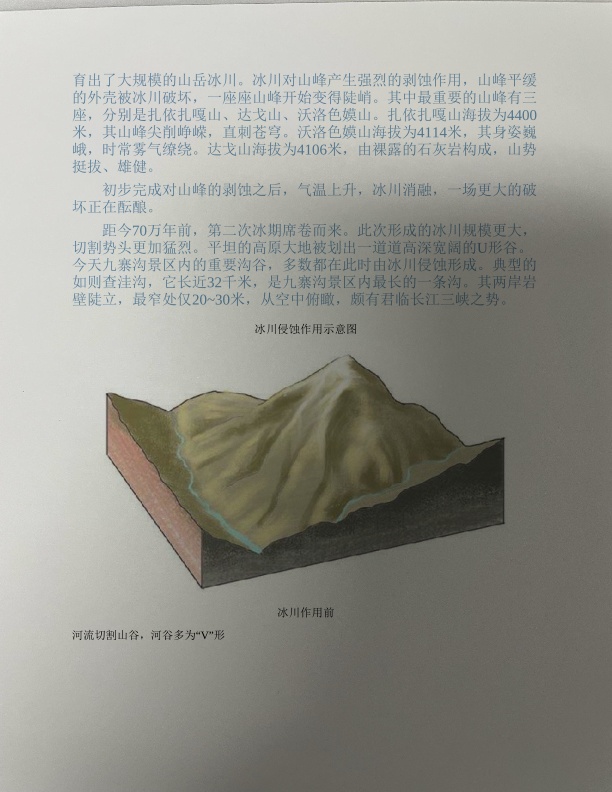 育出了大规模的山岳冰川。冰川对山峰产生强烈的剥蚀作用，山峰平缓
的外壳被冰川破坏，一座座山峰开始变得陡峭。其中最重要的山峰有三
座，分别是扎依扎嘎山、达戈山、沃洛色嫫山。扎依扎嘎山海拔为4400
米，其山峰尖削峥嵘，直刺苍穹。沃洛色嫫山海拔为4114米，其身姿巍
峨，时常雾气缭绕。达戈山海拔为4106米，由裸露的石灰岩构成，山势
挺拔、雄健。
初步完成对山峰的剥蚀之后，气温上升，冰川消融，一场更大的破
坏正在酝酿。
距今70万年前，第二次冰期席卷而来。此次形成的冰川规模更大，
切割势头更加猛烈。平坦的高原大地被划出一道道高深宽阔的U形谷。
今天九寨沟景区内的重要沟谷，多数都在此时由冰川侵蚀形成。典型的
如则查洼沟，它长近32千米，是九寨沟景区内最长的一条沟。其两岸岩
壁陡立，最窄处仅20~30米，从空中俯瞰，颇有君临长江三峡之势。
冰川侵蚀作用示意图
冰川作用前
河流切割山谷，河谷多为“V”形